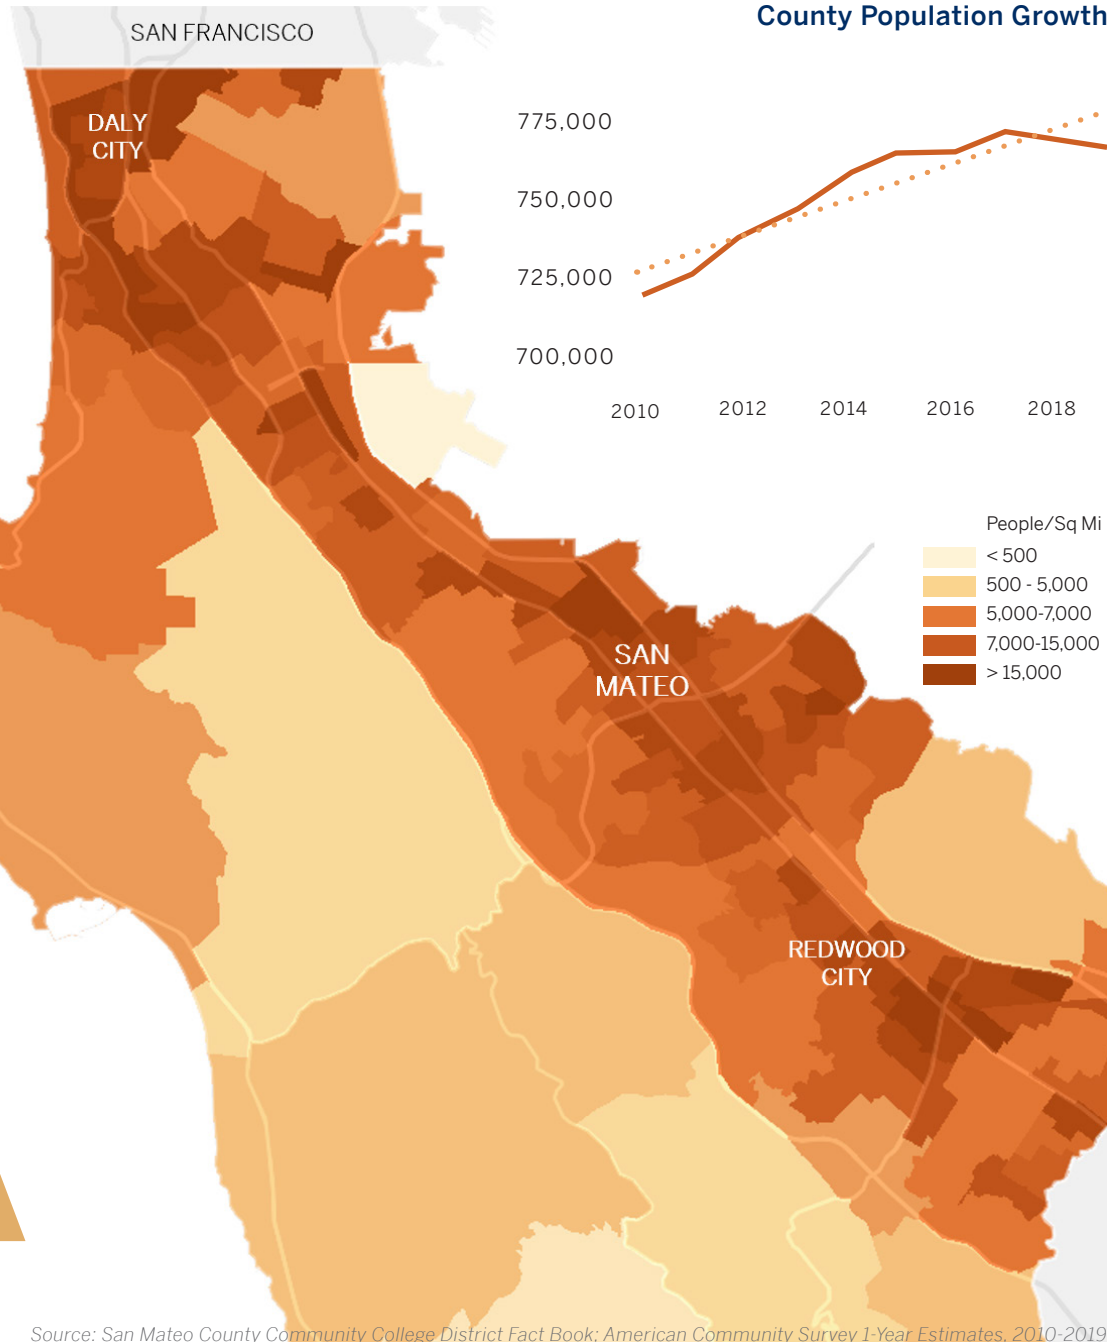 County Population Growth
SAN FRANCISCO
DALY
CITY
775,000
750,000
725,000
700,000
2010
2012
2014
2016
2018
People/Sq Mi
< 500
500 - 5,000
5,000-7,000
7,000-15,000
> 15,000
SAN
MATEO
REDWOOD
CITY
Source: San Mateo County Community College District Fact Book; American Community Survey 1-Year Estimates, 2010-2019